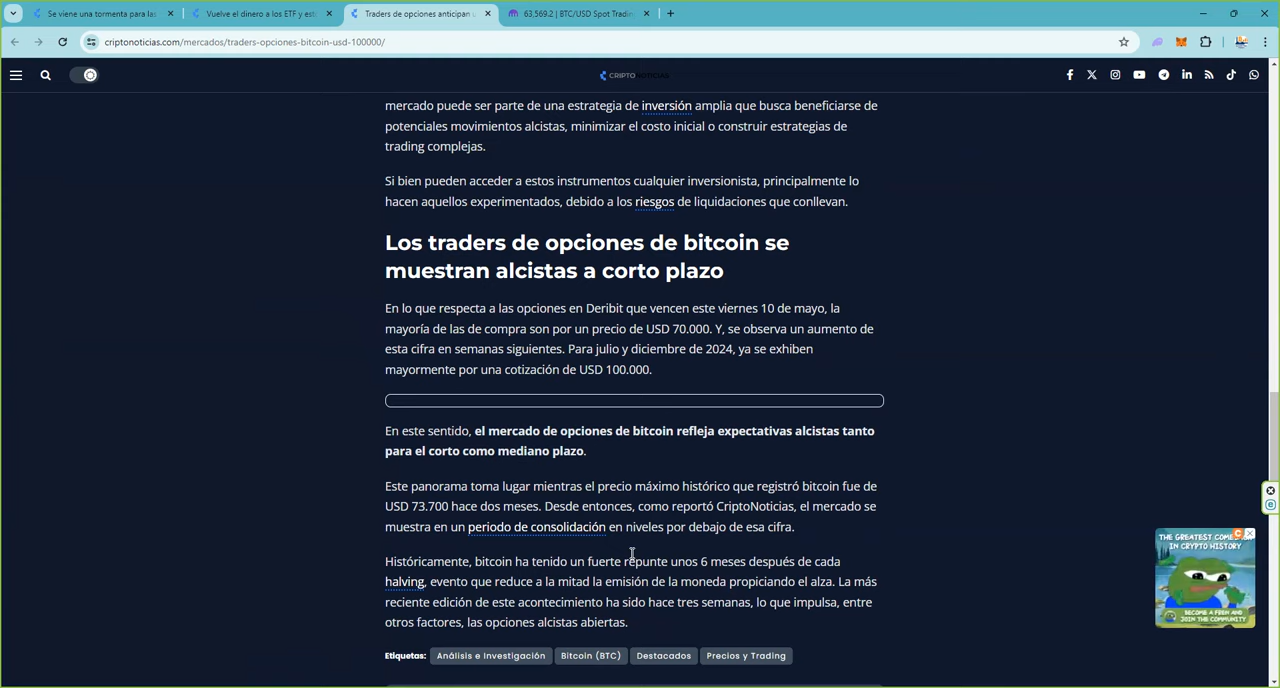 Se viene una tormenta para las
Vuelve el dinero a los ETF y est
Traders de opciones anticipan u
63,569.2 | BTC/USD Spot Tradin
criptonoticias.com/mercados/traders-opciones-bitcoin-usd-100000/
CRIPTONOTICIAS
mercado puede ser parte de una estrategia de inversión amplia que busca beneficiarse de
potenciales movimientos alcistas, minimizar el costo inicial o construir estrategias de
trading complejas.
Si bien pueden acceder a estos instrumentos cualquier inversionista, principalmente lo
hacen aquellos experimentados, debido a los riesgos de liquidaciones que conllevan.
Los traders de opciones de bitcoin se
muestran alcistas a corto plazo
En lo que respecta a las opciones en Deribit que vencen este viernes 10 de mayo, la
mayoría de las de compra son por un precio de USD 70.000. Y, se observa un aumento de
esta cifra en semanas siguientes. Para julio y diciembre de 2024, ya se exhiben
mayormente por una cotización de USD 100.000.
En este sentido, el mercado de opciones de bitcoin refleja expectativas alcistas tanto
para el corto como mediano plazo.
Este panorama toma lugar mientras el precio máximo histórico que registró bitcoin fue de
USD 73.700 hace dos meses. Desde entonces, como reportó CriptoNoticias, el mercado se
muestra en un periodo de consolidación en niveles por debajo de esa cifra.
Históricamente, bitcoin ha tenido un fuerte repunte unos 6 meses después de cada
halving, evento que reduce a la mitad la emisión de la moneda propiciando el alza. La más
reciente edición de este acontecimiento ha sido hace tres semanas, lo que impulsa, entre
otros factores, las opciones alcistas abiertas.
Etiquetas: Análisis e Investigación Bitcoin (BTC) Destacados Precios y Trading
THE GREATEST
IN CRYPTO HISTORY
BECOME A FREN AND
JOIN THE COMMUNITY